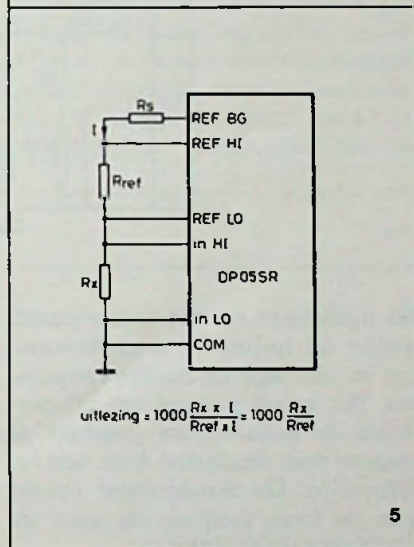 Rs
REF BG
I
REF HI
Rref
REF LO
in HI
Rx
DP05SR
in LO
COM
uitlezing = 1000 Rx x I / Rref x I = 1000 Rx / Rref
5